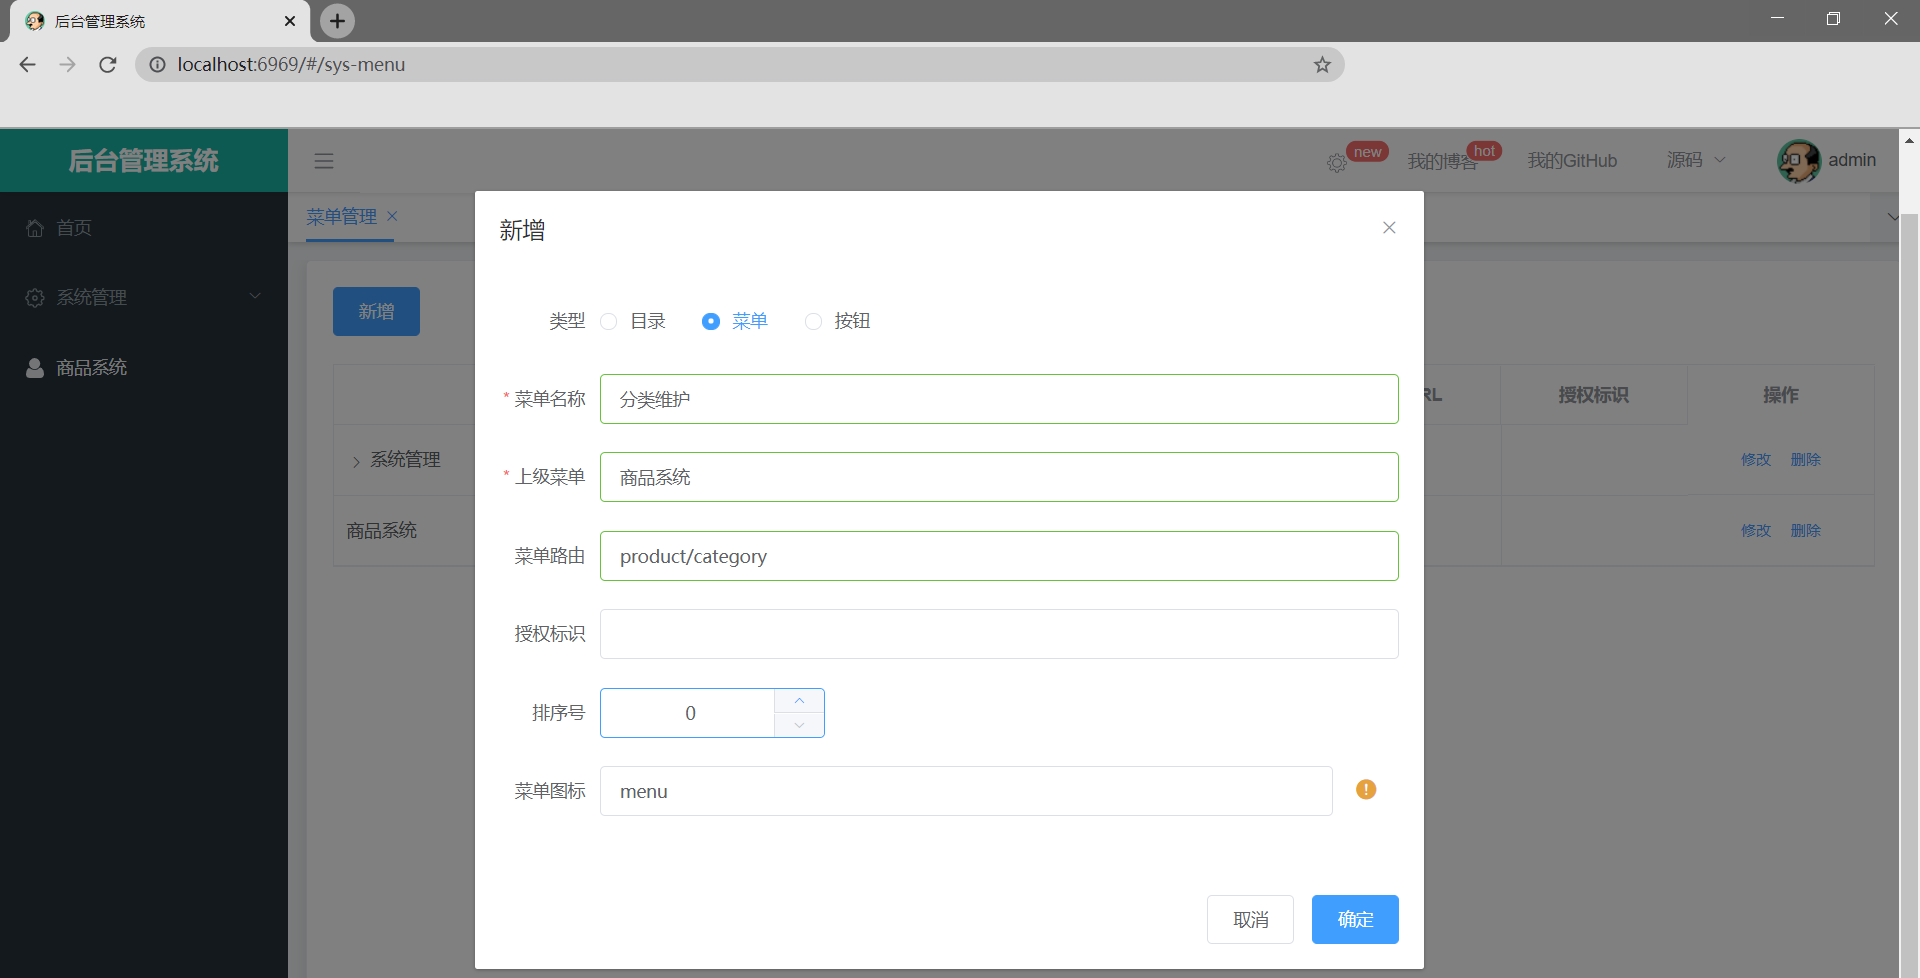 后台管理系统
localhost:6969/#/sys-menu
后台管理系统
new
我的博客
hot
我的GitHub
源码
admin
首页
系统管理
商品系统
菜单管理
新增
授权标识
操作
系统管理
修改 删除
商品系统
修改 删除
新增
类型 目录 菜单 按钮
* 菜单名称 分类维护
* 上级菜单 商品系统
菜单路由 product/category
授权标识
排序号 0
菜单图标 menu
取消 确定